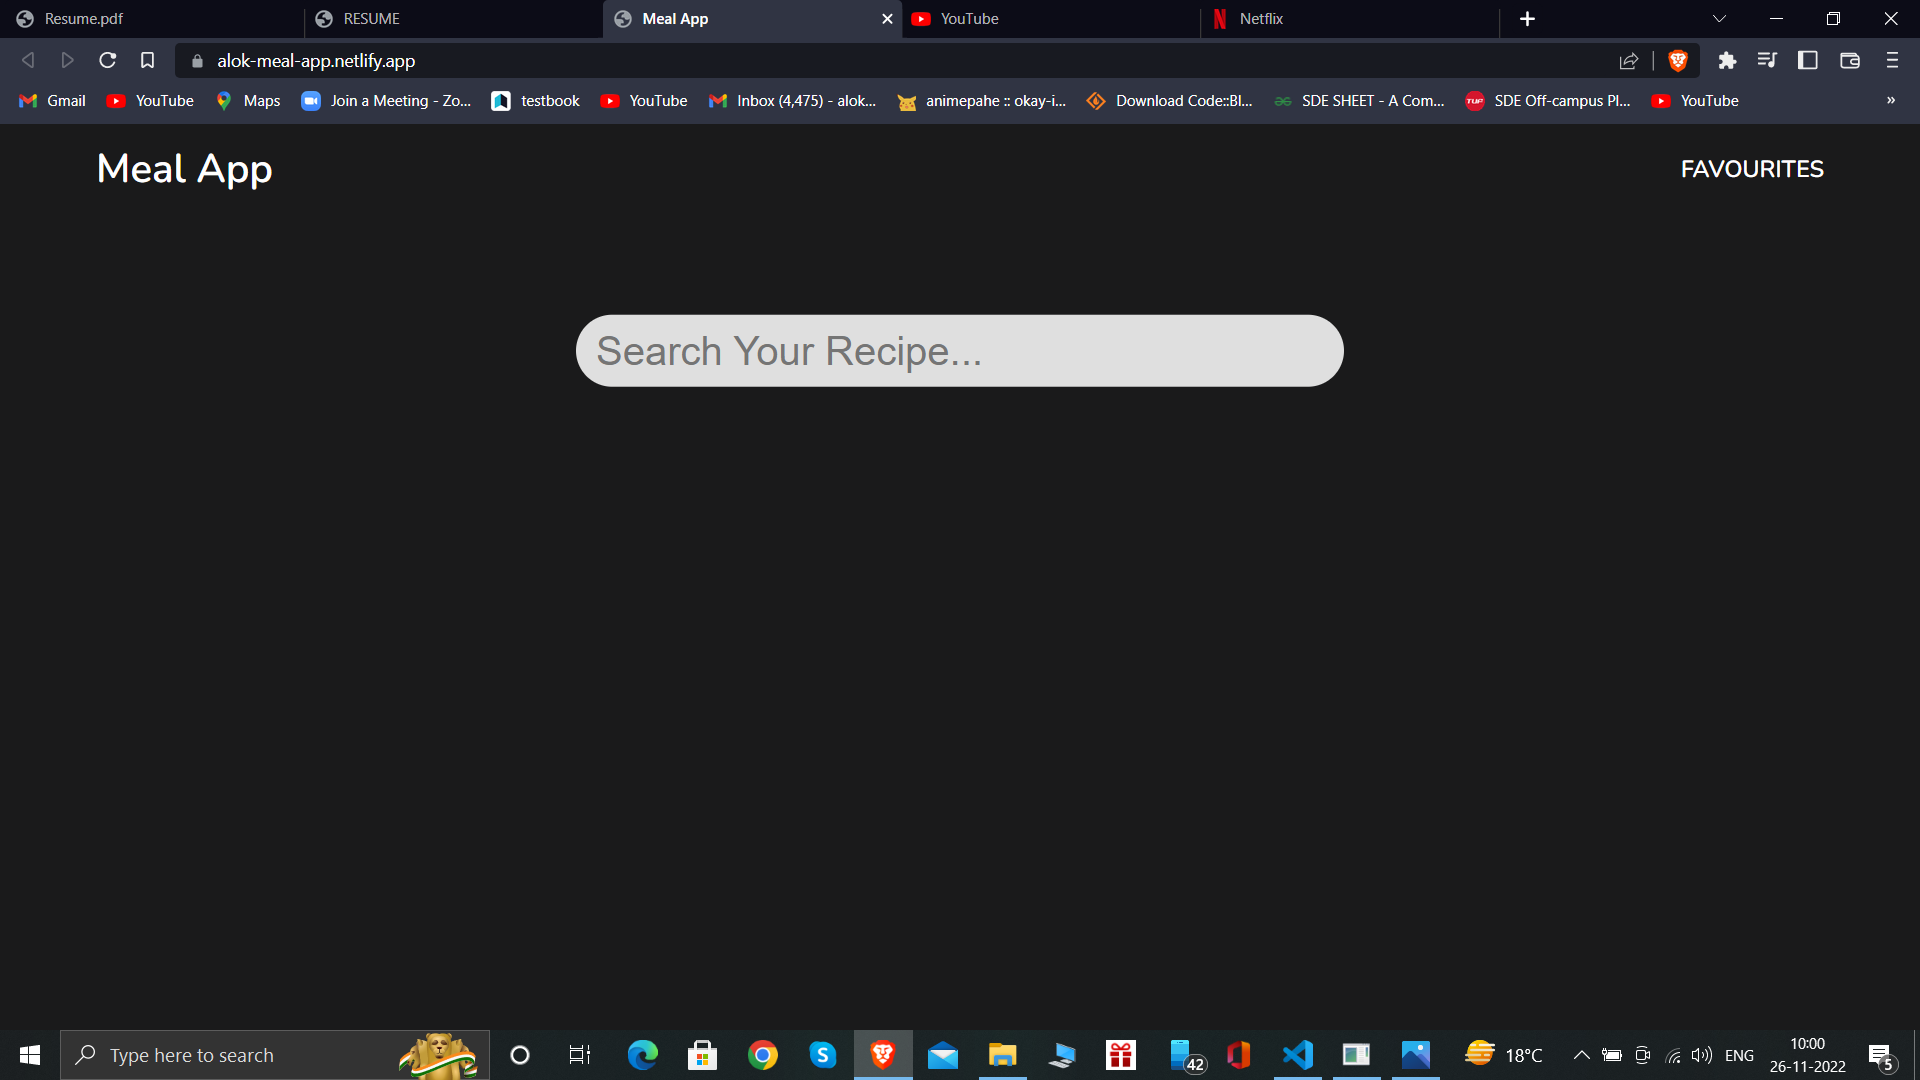 Resume.pdf
RESUME
Meal App
YouTube
Netflix
alok-meal-app.netlify.app
Gmail
YouTube
Maps
Join a Meeting - Zo...
testbook
YouTube
Inbox (4,475) - alok...
animepahe :: okay-i...
Download Code::Bl...
SDE SHEET - A Com...
TUF
SDE Off-campus Pl...
YouTube
»
Meal App
FAVOURITES
Search Your Recipe...
Type here to search
42
18°C
ENG
10:00
26-11-2022
5